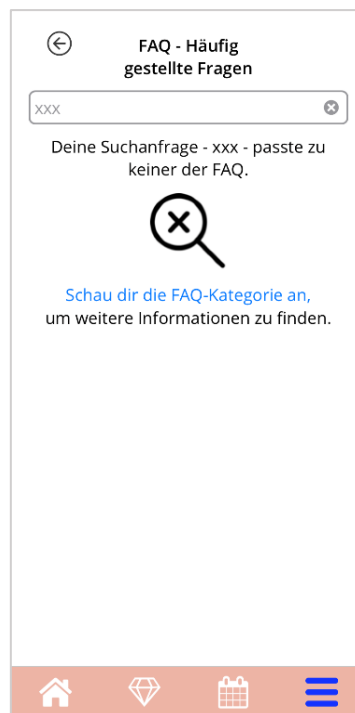 FAQ - Häufig
gestellte Fragen
xxx
Deine Suchanfrage - xxx - passte zu
keiner der FAQ.
Schau dir die FAQ-Kategorie an,
um weitere Informationen zu finden.